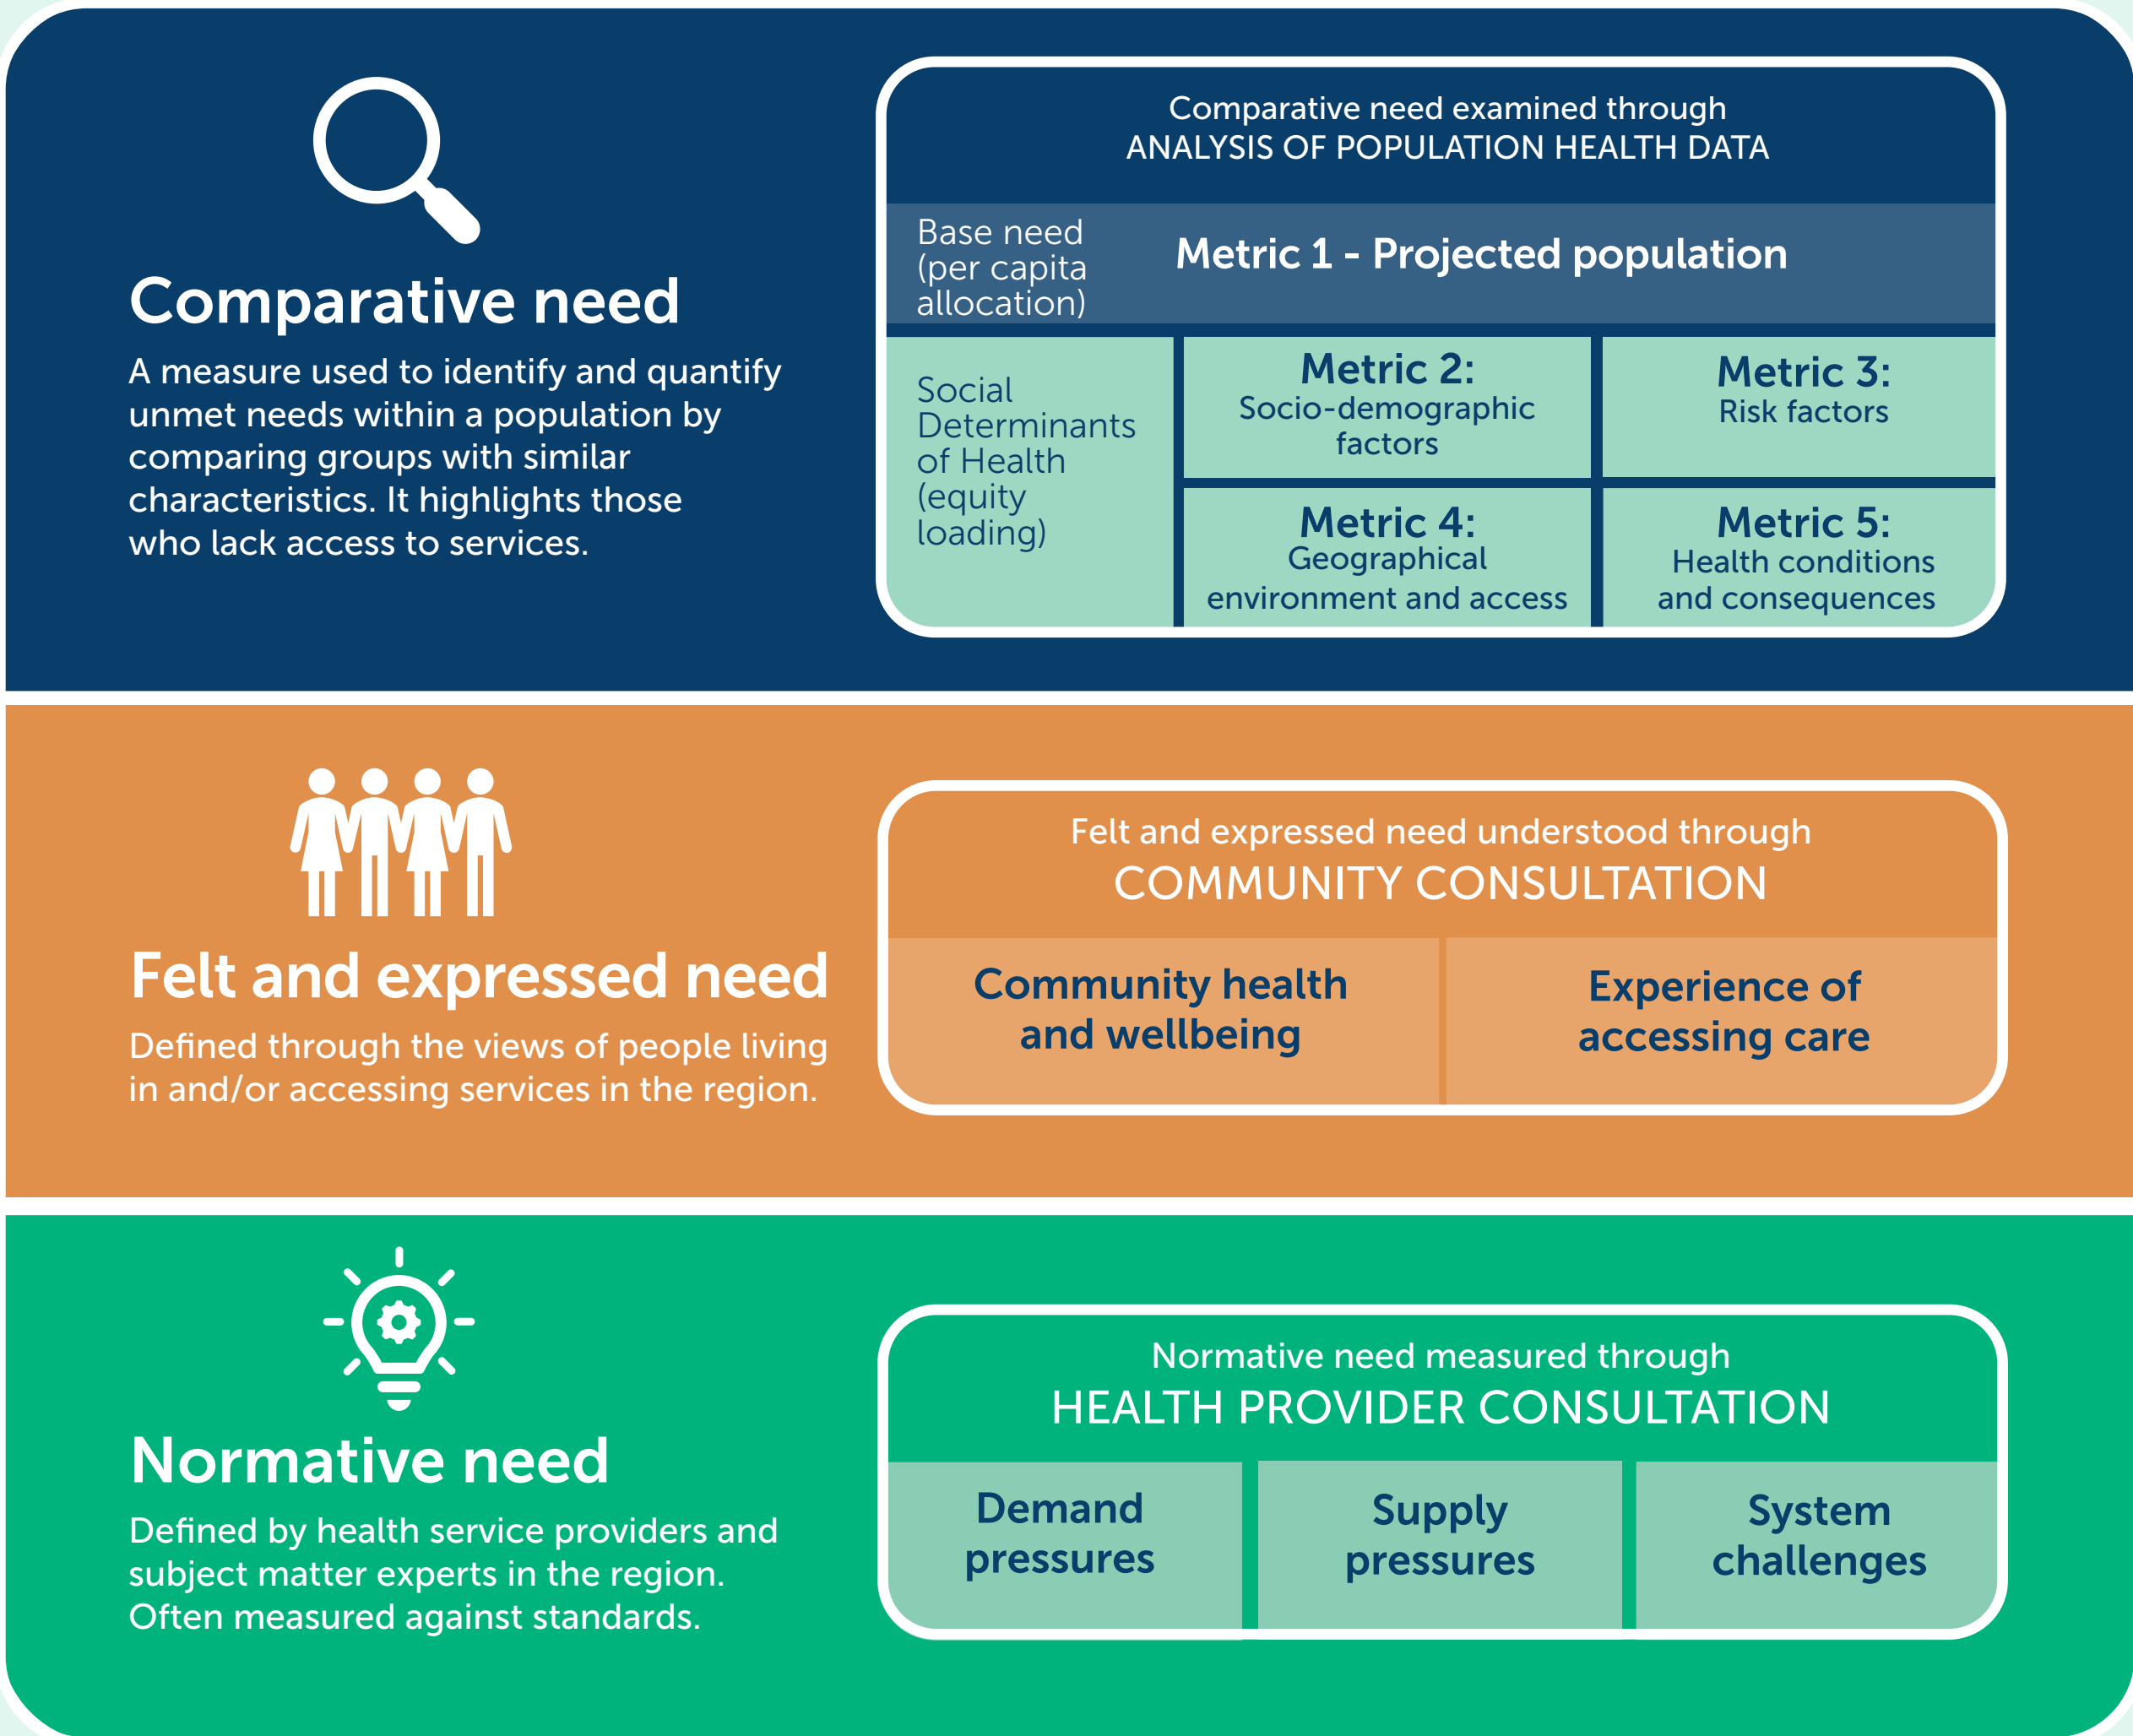 Comparative need
A measure used to identify and quantify
unmet needs within a population by
comparing groups with similar
characteristics. It highlights those
who lack access to services.
Comparative need examined through
ANALYSIS OF POPULATION HEALTH DATA
Base need
(per capita
allocation)
Metric 1 - Projected population
Social
Determinants
of Health
(equity
loading)
Metric 2:
Socio-demographic
factors
Metric 3:
Risk factors
Metric 4:
Geographical
environment and access
Metric 5:
Health conditions
and consequences
Felt and expressed need
Defined through the views of people living
in and/or accessing services in the region.
Felt and expressed need understood through
COMMUNITY CONSULTATION
Community health
and wellbeing
Experience of
accessing care
Normative need
Defined by health service providers and
subject matter experts in the region.
Often measured against standards.
Normative need measured through
HEALTH PROVIDER CONSULTATION
Demand
pressures
Supply
pressures
System
challenges